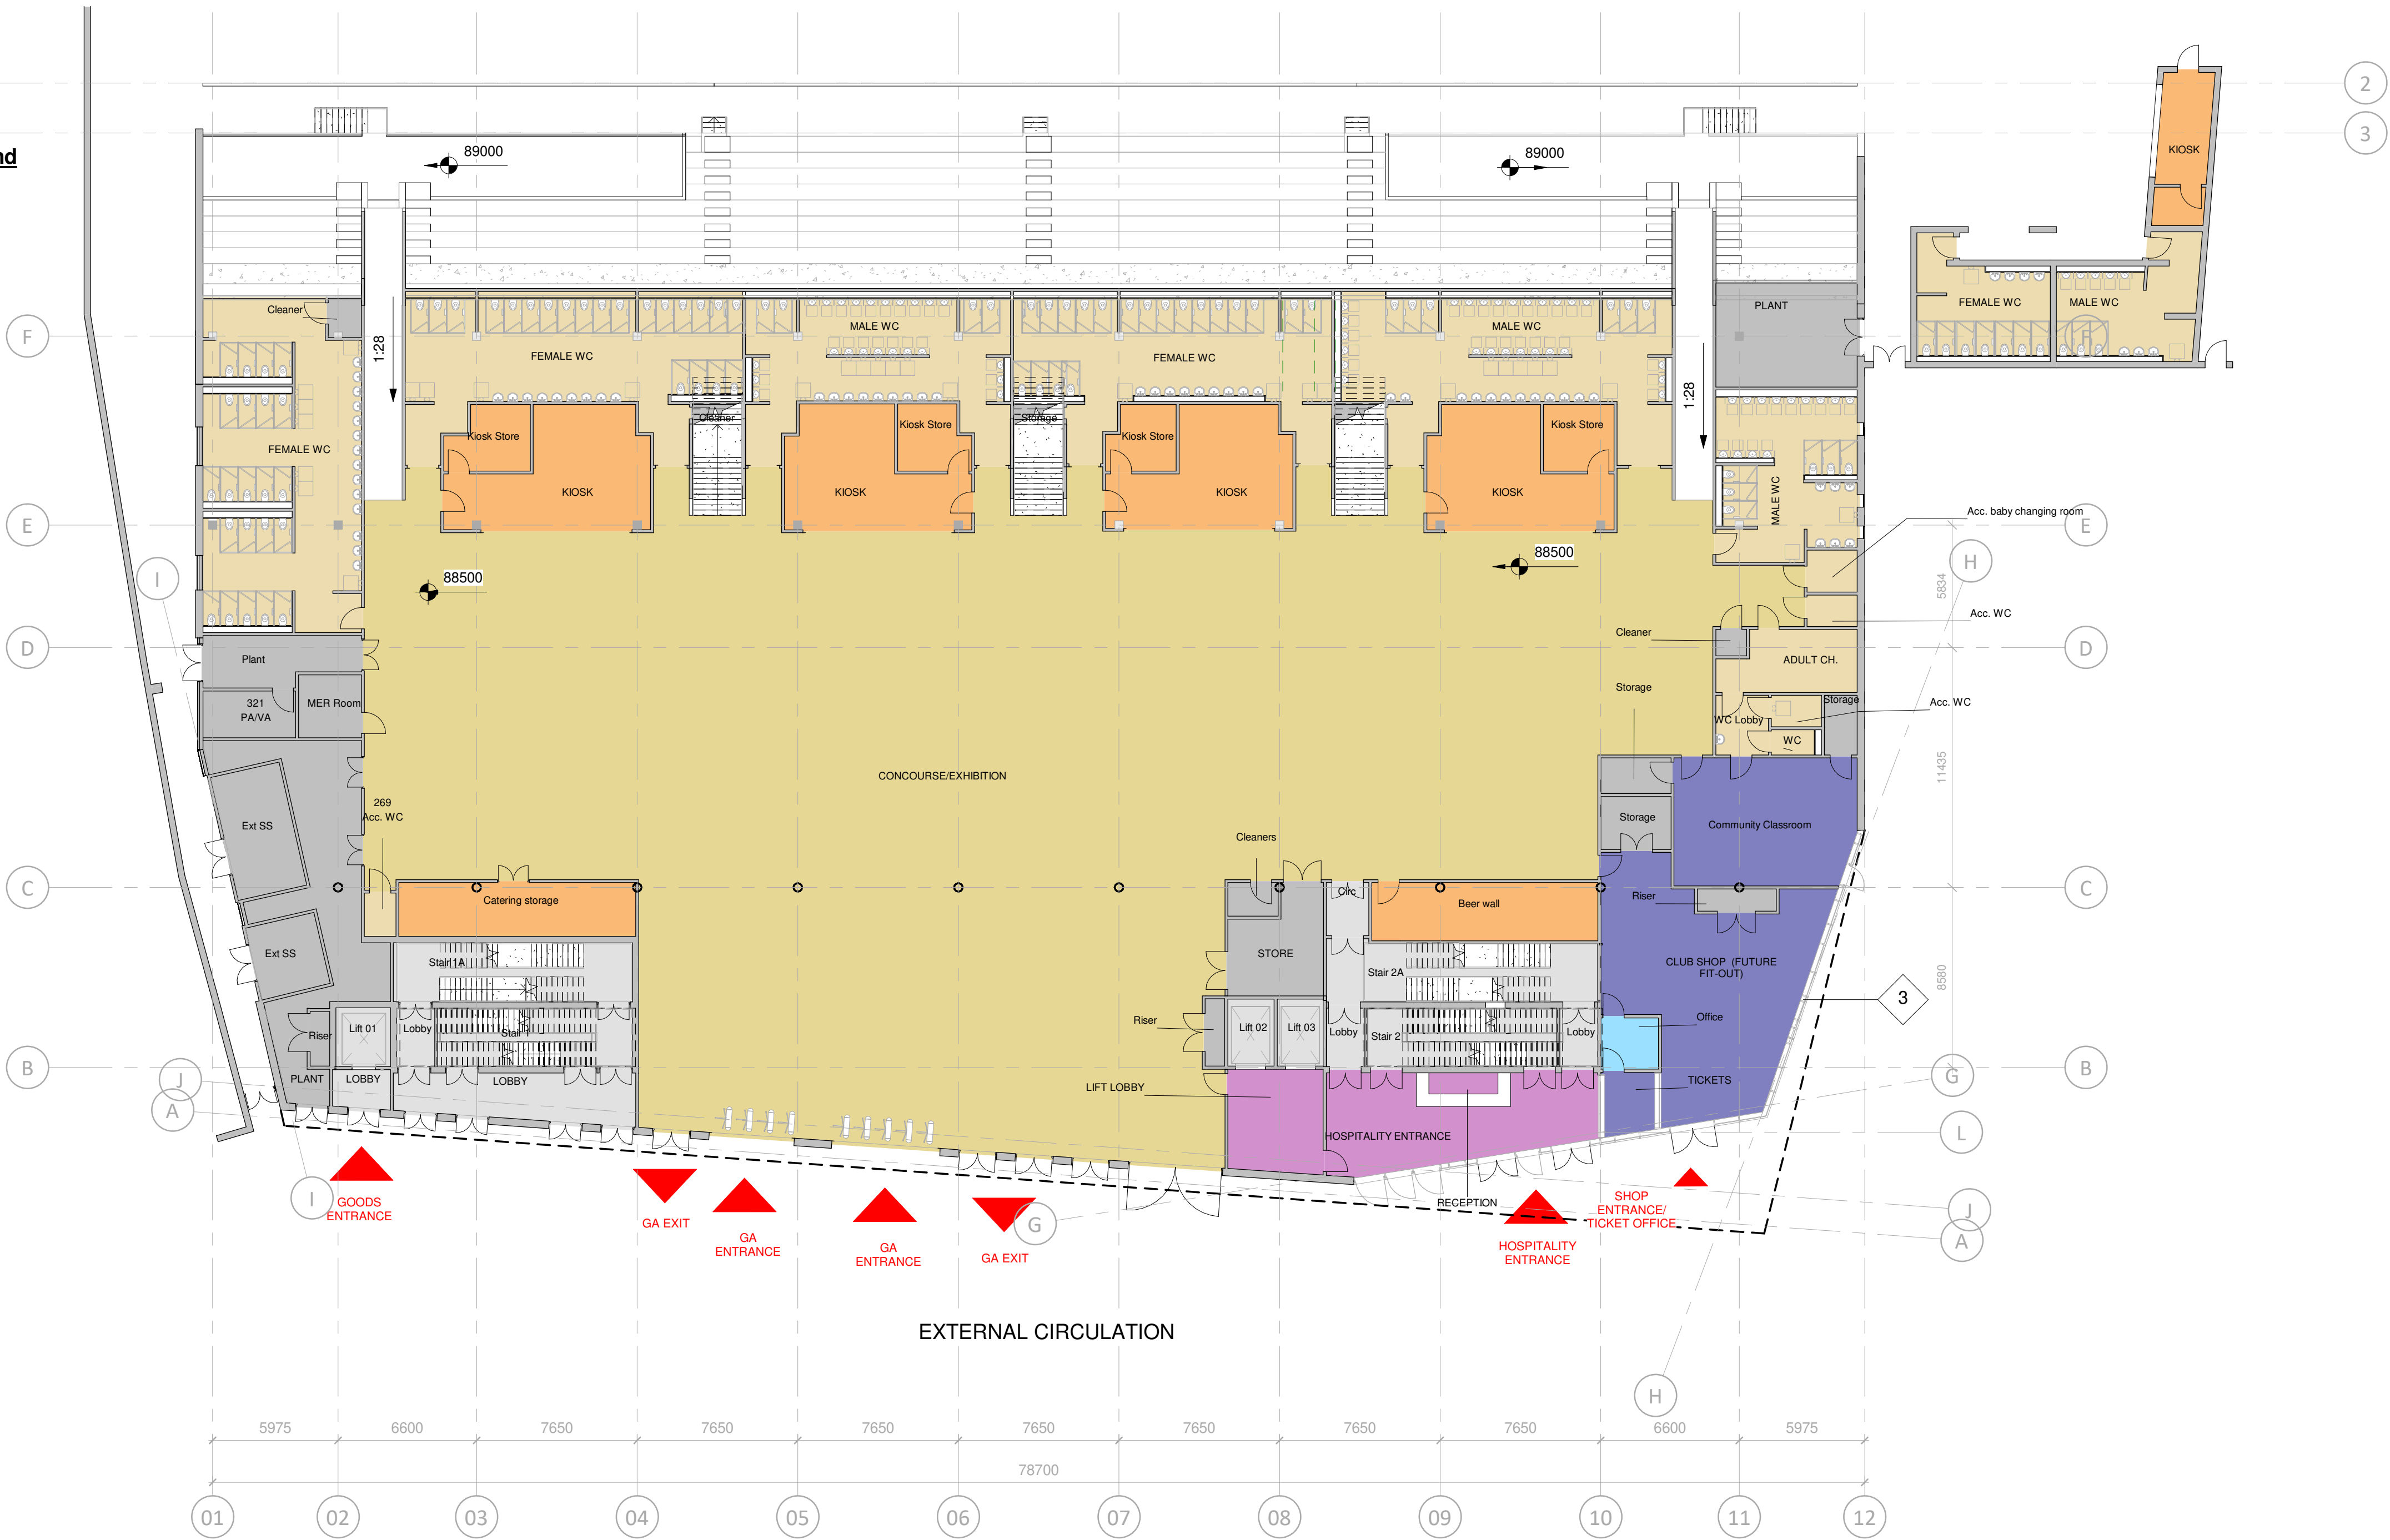 2
3
nd
89000
89000
KIOSK
Cleaner
PLANT
FEMALE WC
MALE WC
F
F
1:28
FEMALE WC
MALE WC
FEMALE WC
MALE WC
1:28
Cleaner
Storage
Kiosk Store
Kiosk Store
Kiosk Store
Kiosk Store
FEMALE WC
KIOSK
KIOSK
KIOSK
KIOSK
MALE WC
Acc. baby changing room
E
E
I
88500
88500
H
5834
Acc. WC
Cleaner
D
D
Plant
ADULT CH.
321
PA/VA
MER Room
Storage
Storage
Acc. WC
WC Lobby
WC
11435
CONCOURSE/EXHIBITION
269
Acc. WC
Ext SS
Cleaners
Storage
Community Classroom
C
C
Catering storage
Circ
Beer wall
Riser
Ext SS
Stair 1A
STORE
Stair 2A
CLUB SHOP (FUTURE
FIT-OUT)
8580
3
Riser
Lift 01
Lobby
Stair 1
Riser
Lift 02
Lift 03
Lobby
Stair 2
Lobby
Office
B
B
J
G
PLANT
LOBBY
LOBBY
LIFT LOBBY
TICKETS
A
HOSPITALITY ENTRANCE
L
I
GOODS
ENTRANCE
GA EXIT
GA
ENTRANCE
GA
ENTRANCE
GA EXIT
G
RECEPTION
HOSPITALITY
ENTRANCE
SHOP
ENTRANCE/
TICKET OFFICE
J
A
EXTERNAL CIRCULATION
H
5975
6600
7650
7650
7650
7650
7650
7650
7650
6600
5975
78700
01
02
03
04
05
06
07
08
09
10
11
12